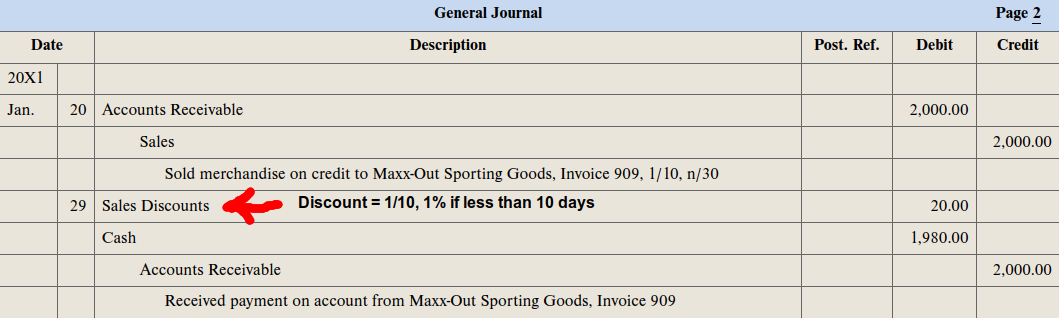 General Journal Page 2
Date Description Post. Ref. Debit Credit
20X1
Jan. 20 Accounts Receivable 2,000.00
Sales 2,000.00
Sold merchandise on credit to Maxx-Out Sporting Goods, Invoice 909, 1/10, n/30
29 Sales Discounts Discount = 1/10, 1% if less than 10 days 20.00
Cash 1,980.00
Accounts Receivable 2,000.00
Received payment on account from Maxx-Out Sporting Goods, Invoice 909